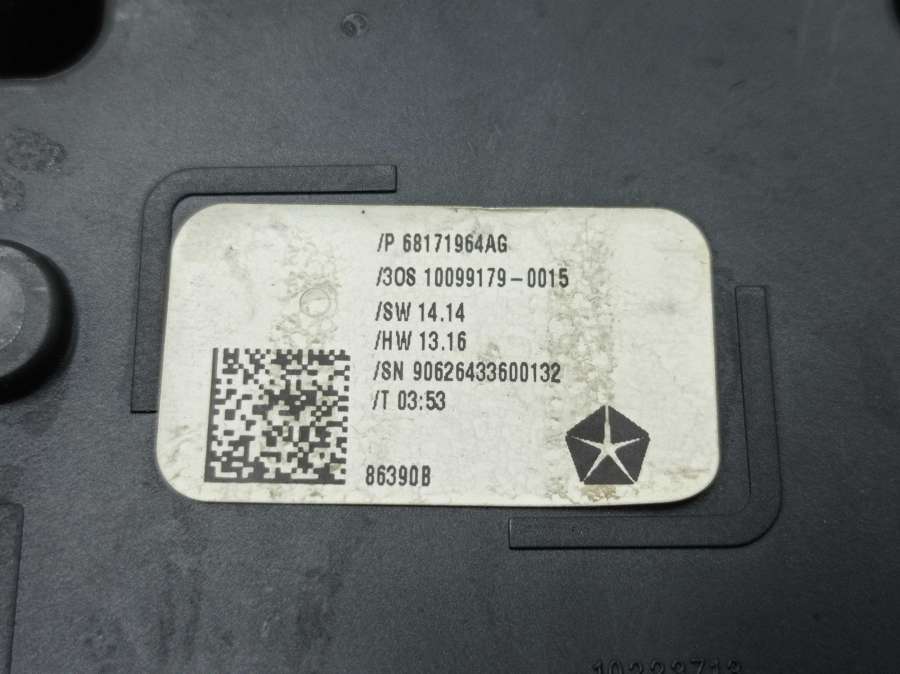 /P 68171964AG
/3OS 10099179-0015
/SW 14.14
/HW 13.16
/SN 90626433600132
/T 03:53
86390B